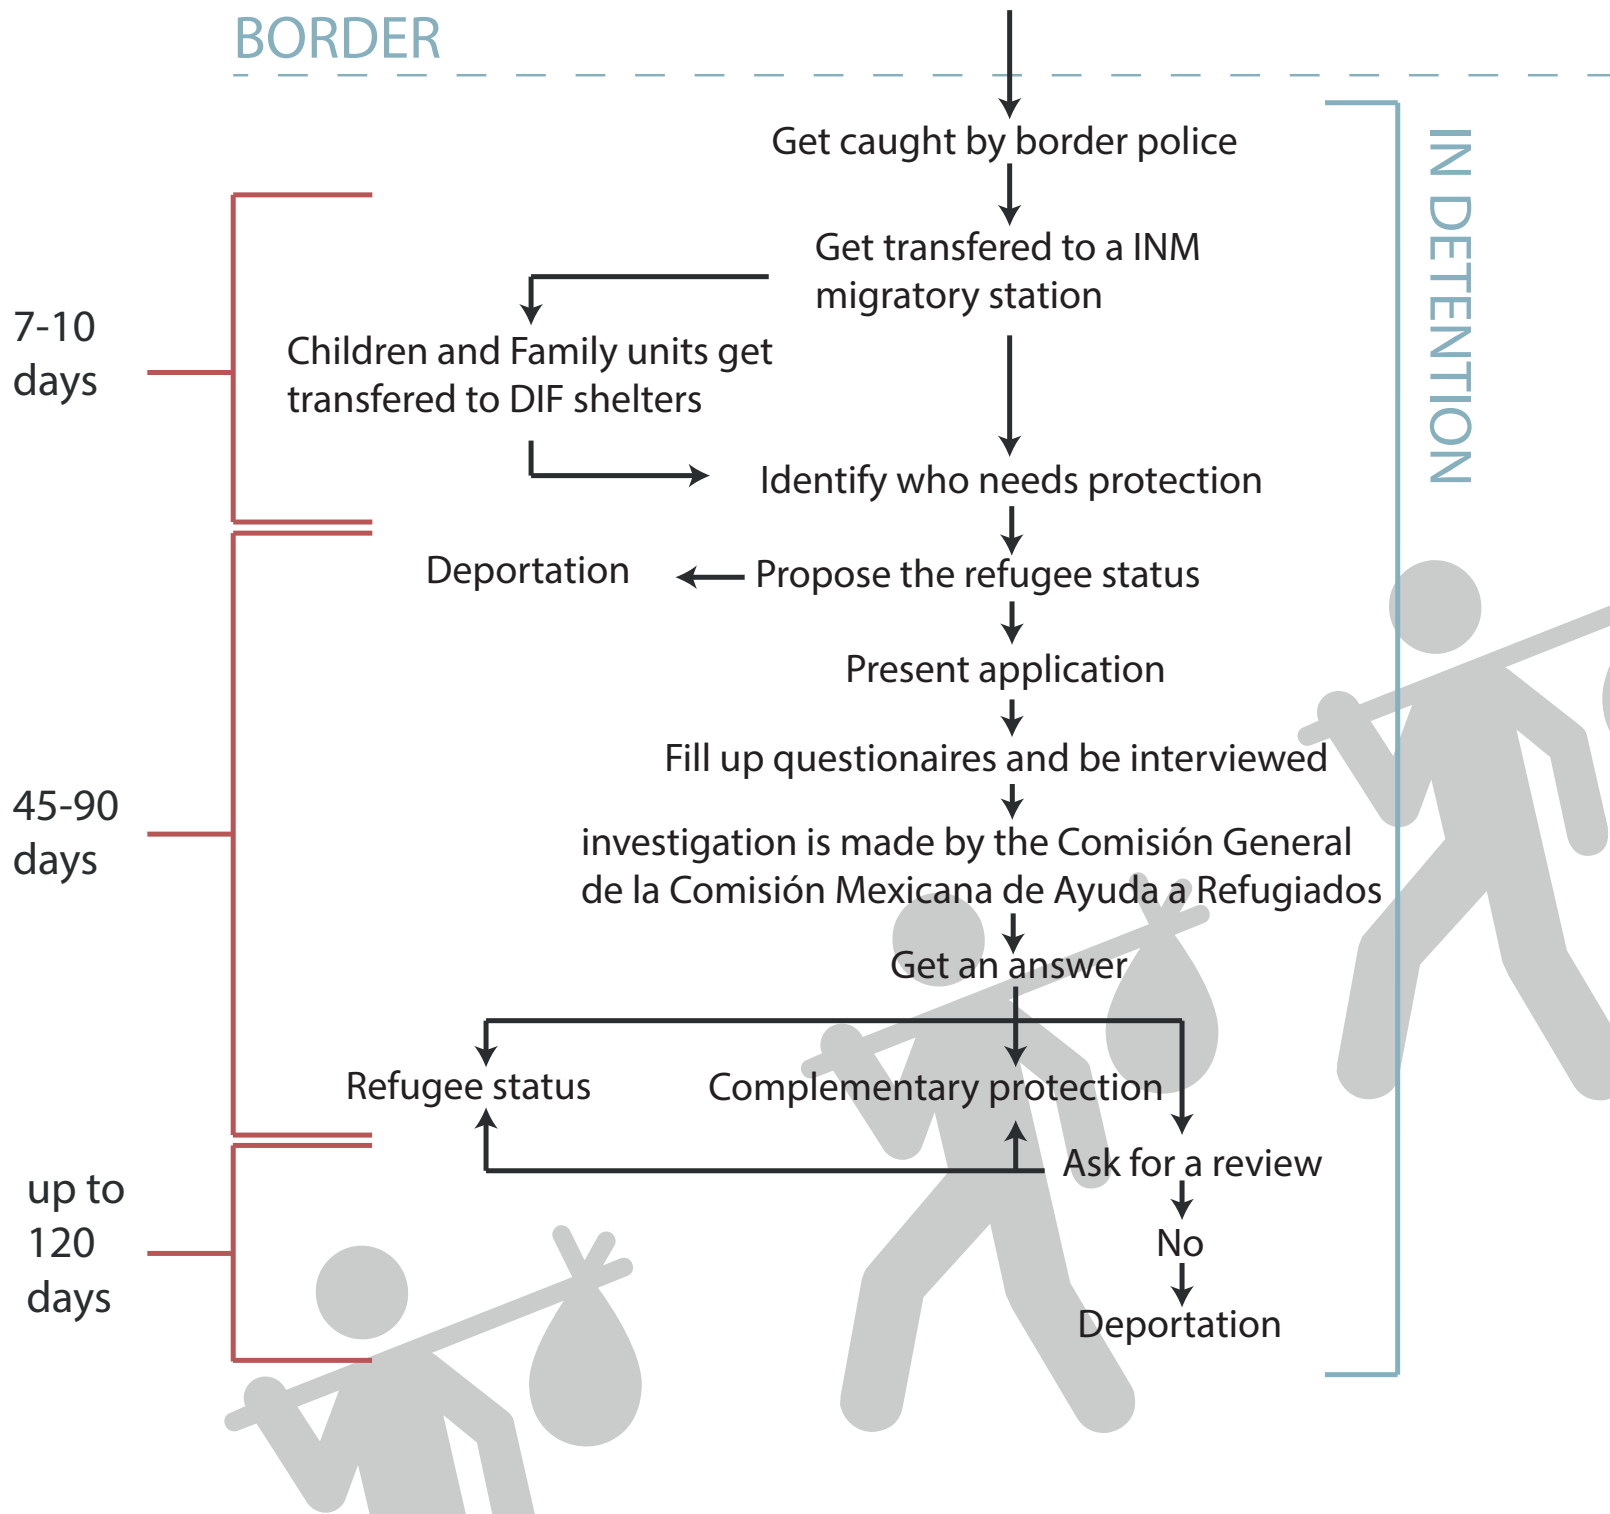 BORDER
Get caught by border police
IN DETENTION
Get transfered to a INM
migratory station
7-10
days
Children and Family units get
transfered to DIF shelters
Identify who needs protection
Deportation
Propose the refugee status
Present application
Fill up questionaires and be interviewed
45-90
days
investigation is made by the Comisión General
de la Comisión Mexicana de Ayuda a Refugiados
Get an answer
Refugee status
Complementary protection
Ask for a review
up to
120
days
No
Deportation